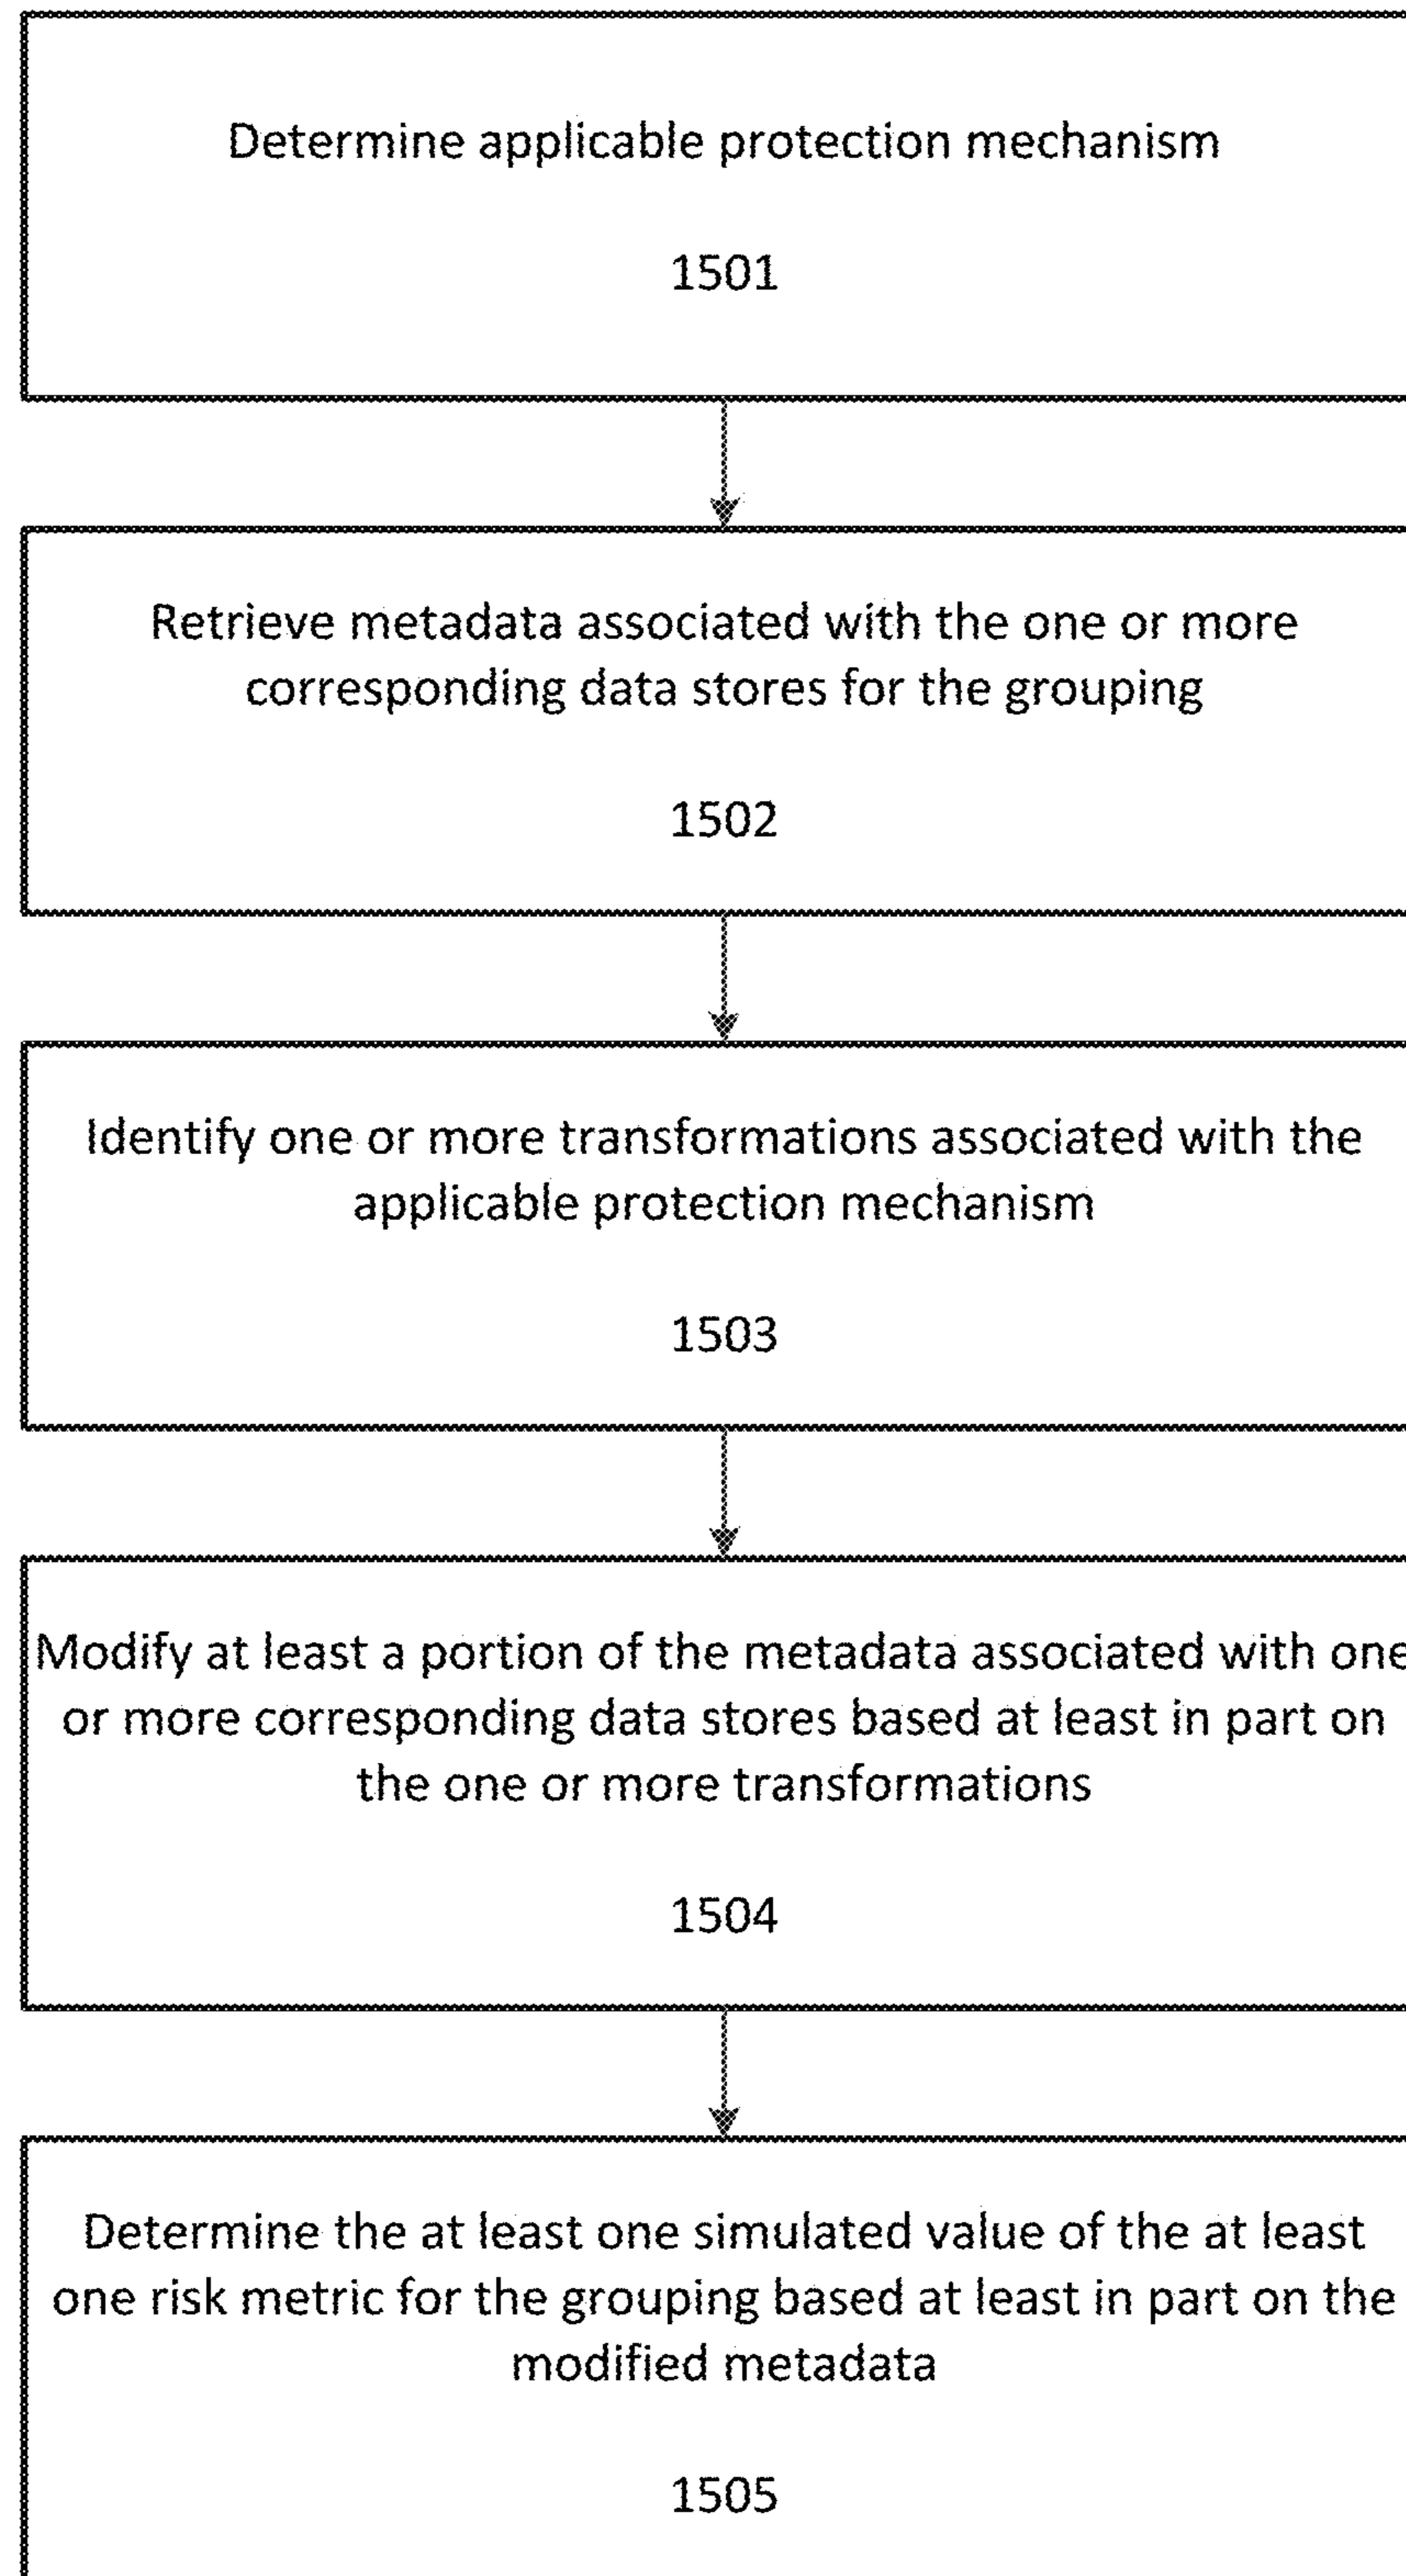 Determine applicable protection mechanism
1501
Retrieve metadata associated with the one or more
corresponding data stores for the grouping
1502
Identify one or more transformations associated with the
applicable protection mechanism
1503
Modify at least a portion of the metadata associated with one
or more corresponding data stores based at least in part on
the one or more transformations
1504
Determine the at least one simulated value of the at least
one risk metric for the grouping based at least in part on the
modified metadata
1505